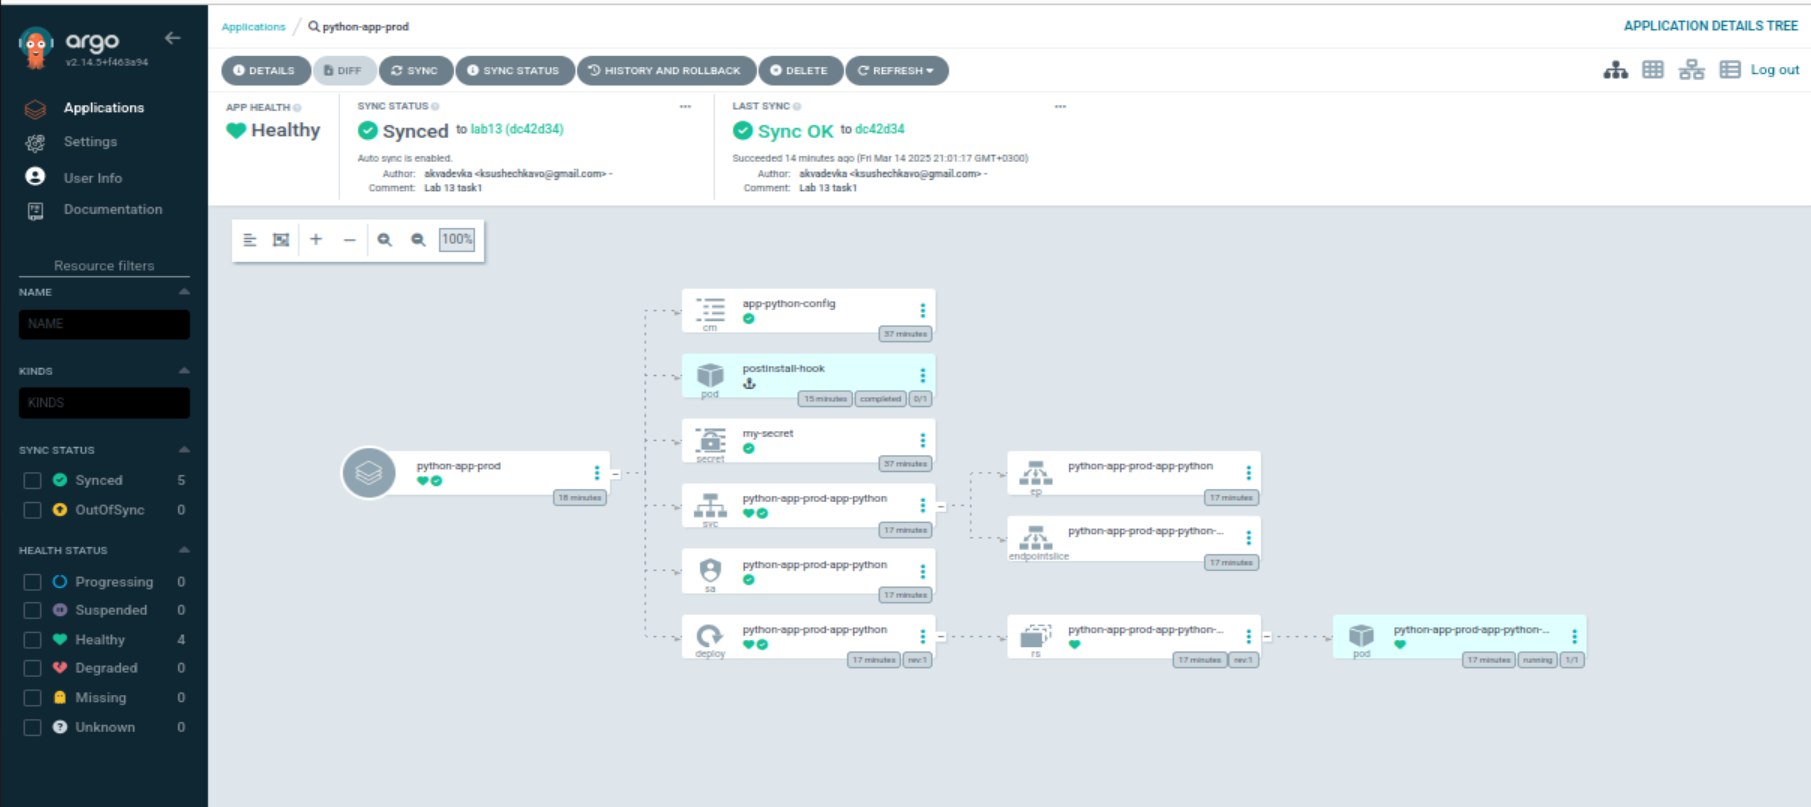 argo
v2.14.5+f463a94
Applications
Settings
User Info
Documentation
Resource filters
NAME
NAME
KINDS
KINDS
SYNC STATUS
Synced 5
OutOfSync 0
HEALTH STATUS
Progressing 0
Suspended 0
Healthy 4
Degraded 0
Missing 0
Unknown 0
Applications / python-app-prod
APPLICATION DETAILS TREE
DETAILS DIFF SYNC SYNC STATUS HISTORY AND ROLLBACK DELETE REFRESH
Log out
APP HEALTH
Healthy
SYNC STATUS
Synced to lab13 (dc42d34)
Auto sync is enabled.
Author: akvadevka <ksushechkavo@gmail.com> -
Comment: Lab 13 task1
LAST SYNC
Sync OK to dc42d34
Succeeded 14 minutes ago (Fri Mar 14 2025 21:01:17 GMT+0300)
Author: akvadevka <ksushechkavo@gmail.com> -
Comment: Lab 13 task1
100%
python-app-prod
18 minutes
app-python-config
cm
37 minutes
postinstall-hook
pod
15 minutes completed 0/1
my-secret
secret
37 minutes
python-app-prod-app-python
svc
17 minutes
python-app-prod-app-python
sa
17 minutes
python-app-prod-app-python
deploy
17 minutes rev:1
python-app-prod-app-python
ep
17 minutes
python-app-prod-app-python-...
endpointslice
17 minutes
python-app-prod-app-python-...
rs
17 minutes rev:1
python-app-prod-app-python-...
pod
17 minutes running 1/1